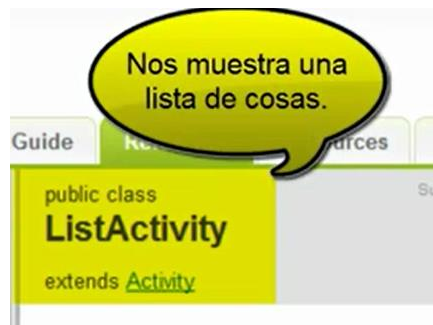 Nos muestra una
lista de cosas.
Guide
public class
ListActivity
extends Activity